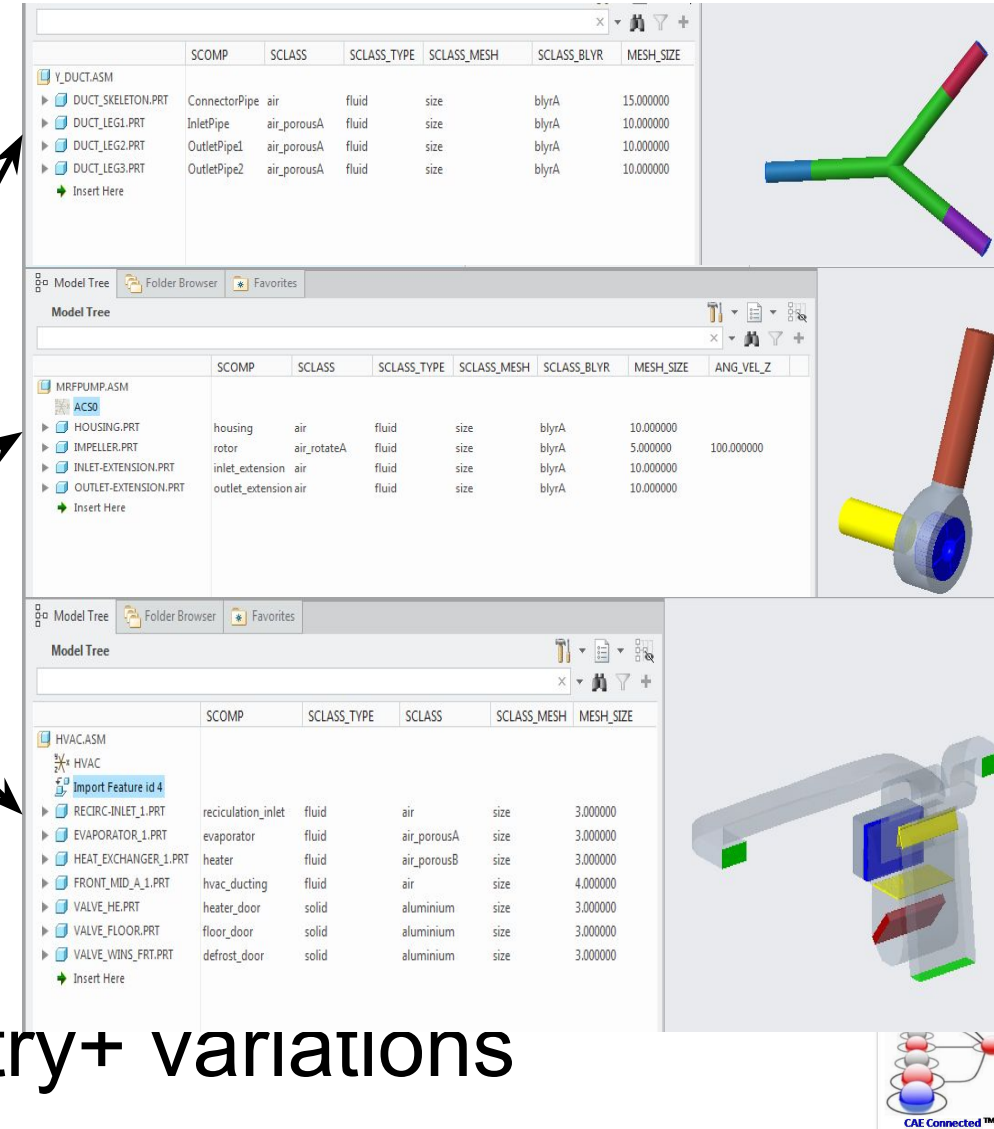 SCOMP SCLASS SCLASS_TYPE SCLASS_MESH SCLASS_BLYR MESH_SIZE
Y_DUCT.ASM
DUCT_SKELETON.PRT ConnectorPipe air fluid size blyrA 15.000000
DUCT_LEG1.PRT InletPipe air_porousA fluid size blyrA 10.000000
DUCT_LEG2.PRT OutletPipe1 air_porousA fluid size blyrA 10.000000
DUCT_LEG3.PRT OutletPipe2 air_porousA fluid size blyrA 10.000000
Insert Here
Model Tree Folder Browser Favorites
Model Tree
SCOMP SCLASS SCLASS_TYPE SCLASS_MESH SCLASS_BLYR MESH_SIZE ANG_VEL_Z
MRFPUMP.ASM
ACS0
HOUSING.PRT housing air fluid size blyrA 10.000000
IMPELLER.PRT rotor air_rotateA fluid size blyrA 5.000000 100.000000
INLET-EXTENSION.PRT inlet_extension air fluid size blyrA 10.000000
OUTLET-EXTENSION.PRT outlet_extension air fluid size blyrA 10.000000
Insert Here
Model Tree Folder Browser Favorites
Model Tree
SCOMP SCLASS_TYPE SCLASS SCLASS_MESH MESH_SIZE
HVAC.ASM
HVAC
Import Feature id 4
RECIRC-INLET_1.PRT reciculation_inlet fluid air size 3.000000
EVAPORATOR_1.PRT evaporator fluid air_porousA size 3.000000
HEAT_EXCHANGER_1.PRT heater fluid air_porousB size 3.000000
FRONT_MID_A_1.PRT hvac_ducting fluid air size 4.000000
VALVE_HE.PRT heater_door solid aluminium size 3.000000
VALVE_FLOOR.PRT floor_door solid aluminium size 3.000000
VALVE_WINS_FRT.PRT defrost_door solid aluminium size 3.000000
Insert Here
try+ variations
CAE Connected ™